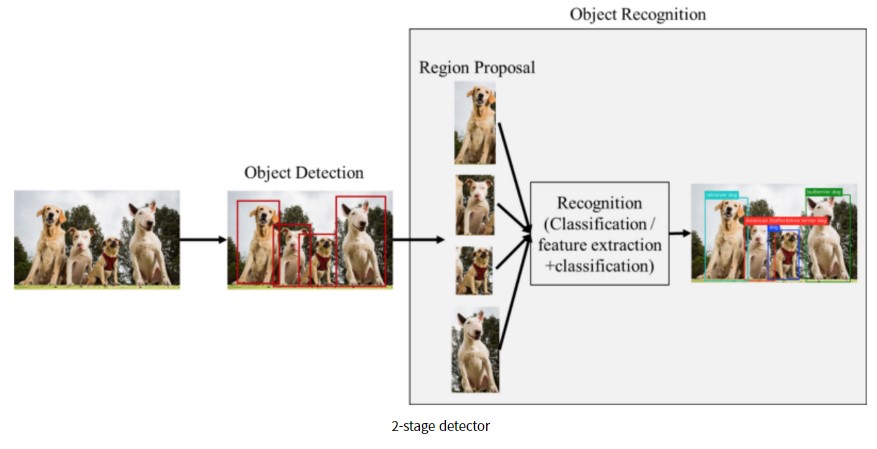 Object Recognition
Region Proposal
Object Detection
Recognition
(Classification /
feature extraction
+classification)
retriever dog
bullterrier dog
American Staffordshire terrier dog
2-stage detector